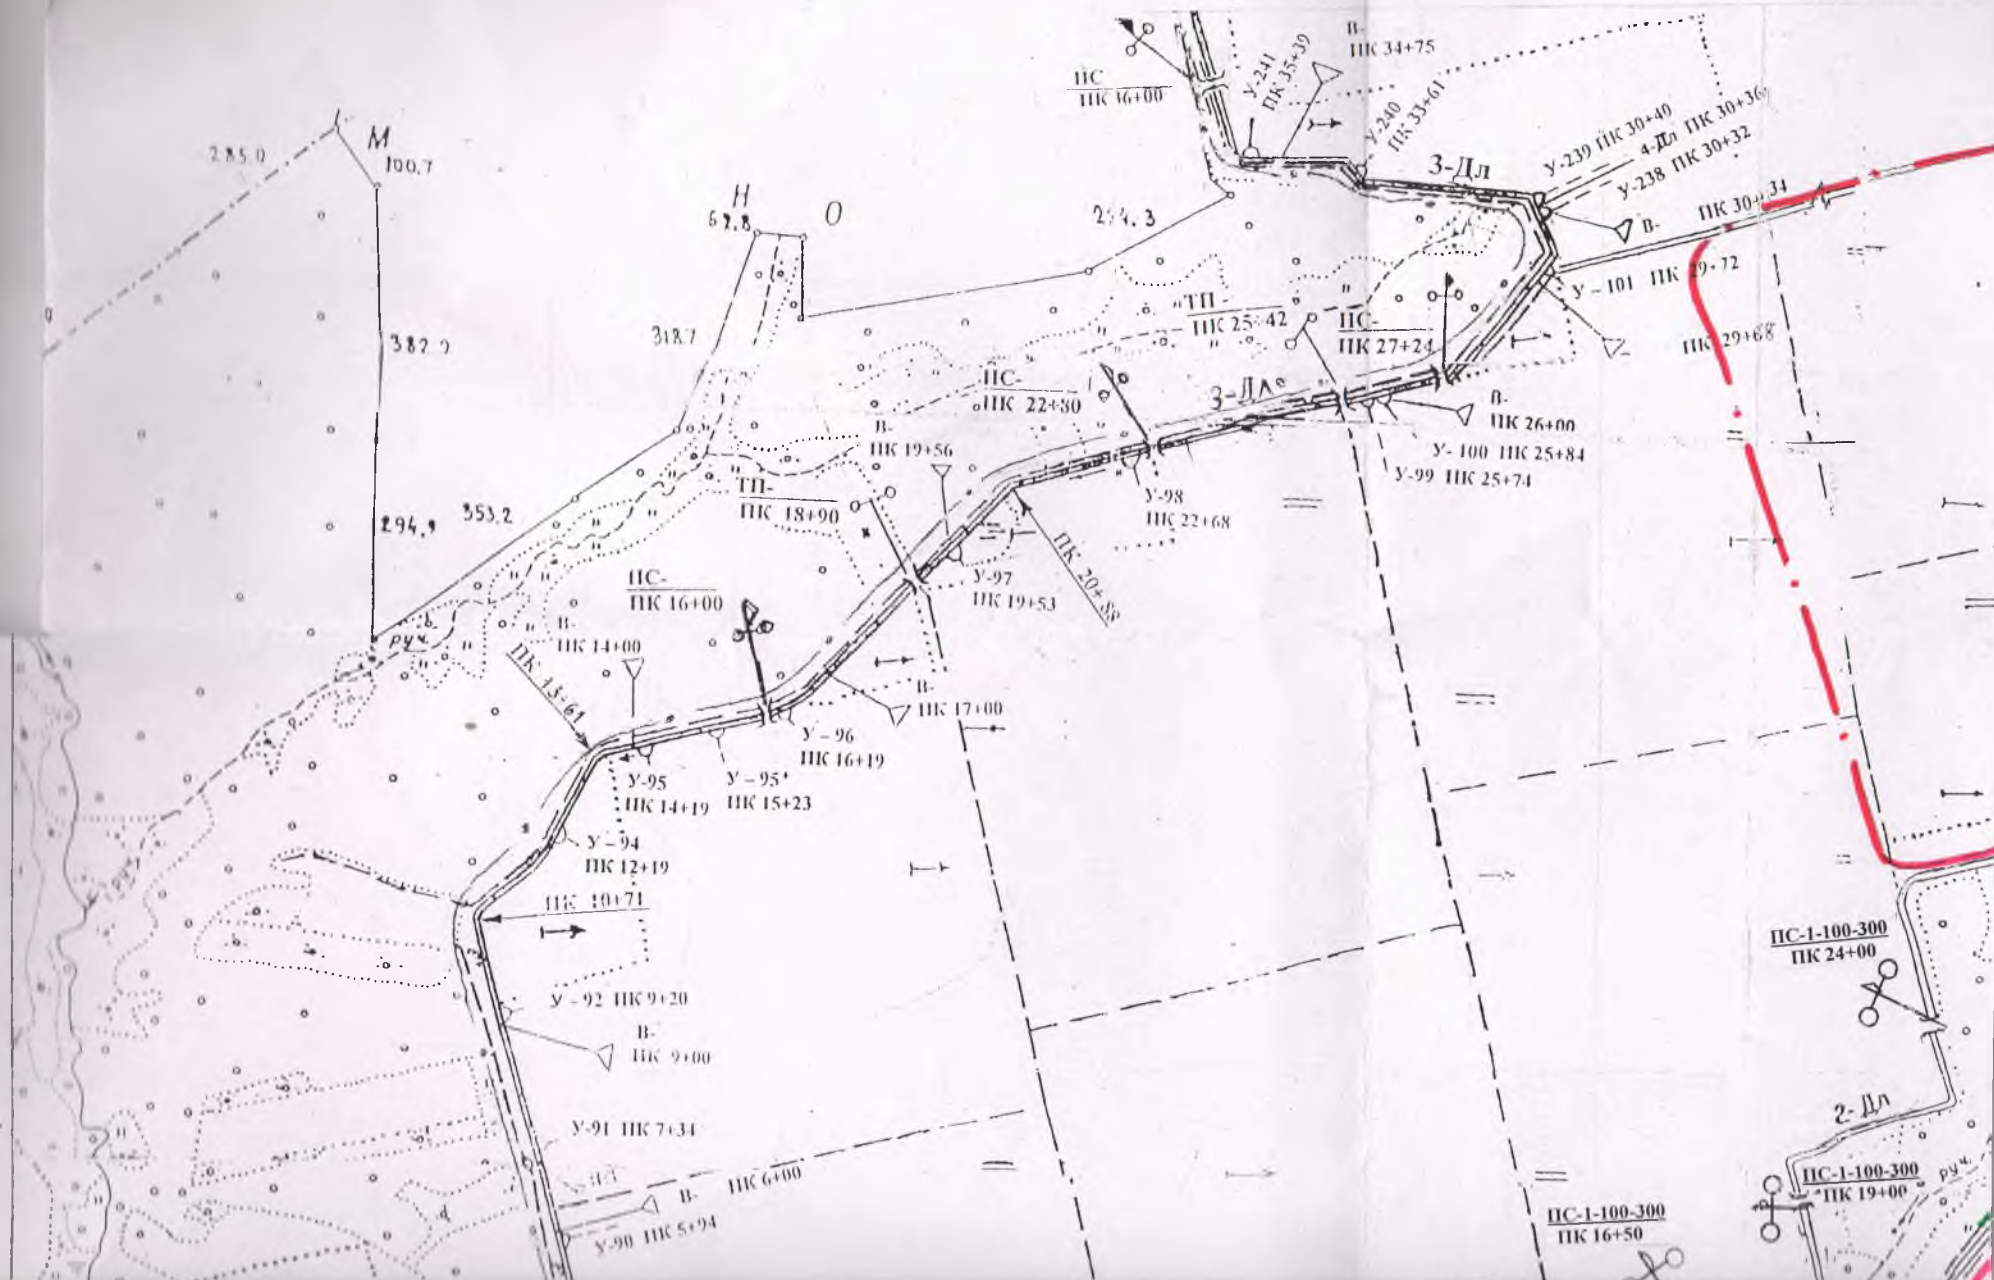 В-
ПК 34+75
ПС
ПК 36+00
У-241
ПК 35+39
У-240
ПК 33+61
3-Дл
У-239 ПК 30+40
4-Дл ПК 30+36
У-238 ПК 30+32
В-
ПК 30+34
У – 101 ПК 29+72
ПК 29+68
285.0
М
100.7
Н
62.8
О
254.3
382.9
318.7
294.9
353.2
"ТП -
ПК 25+42
ПС-
ПК 27+24
ПС-
ПК 22+80
3-Дл
В-
ПК 26+00
У- 100 ПК 25+84
У-99 ПК 25+74
В-
ПК 19+56
ТП-
ПК 18+90
У-98
ПК 22+68
ПК 20+88
У-97
ПК 19+53
ПС-
ПК 16+00
В-
ПК 14+00
руч.
ПК 13+61
В-
ПК 17+00
У – 96
ПК 16+19
У-95
ПК 14+19
У – 95*
ПК 15+23
У – 94
ПК 12+19
ПК 10+71
руч
У – 92 ПК 9+20
В-
ПК 9+00
У-91 ПК 7+34
В- ПК 6+00
У-90 ПК 5+94
ПС-1-100-300
ПК 24+00
2-Дл
ПС-1-100-300
ПК 19+00
руч.
ПС-1-100-300
ПК 16+50